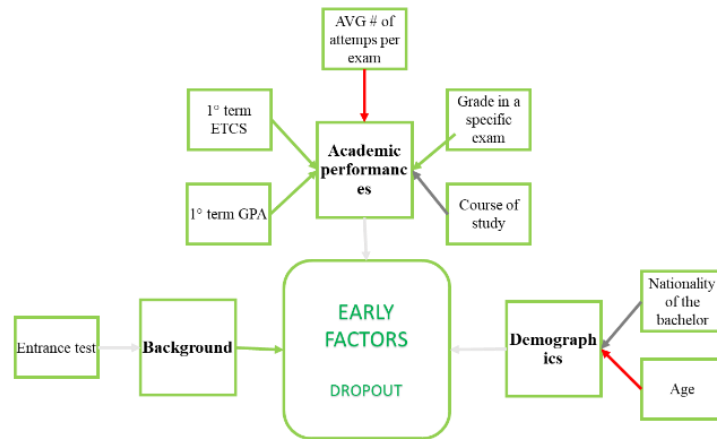 AVG # of
attemps per
exam
1° term
ETCS
Grade in a
specific
exam
Academic
performanc
es
1° term GPA
Course of
study
EARLY
FACTORS
DROPOUT
Nationality
of the
bachelor
Entrance test
Background
Demograph
ics
Age